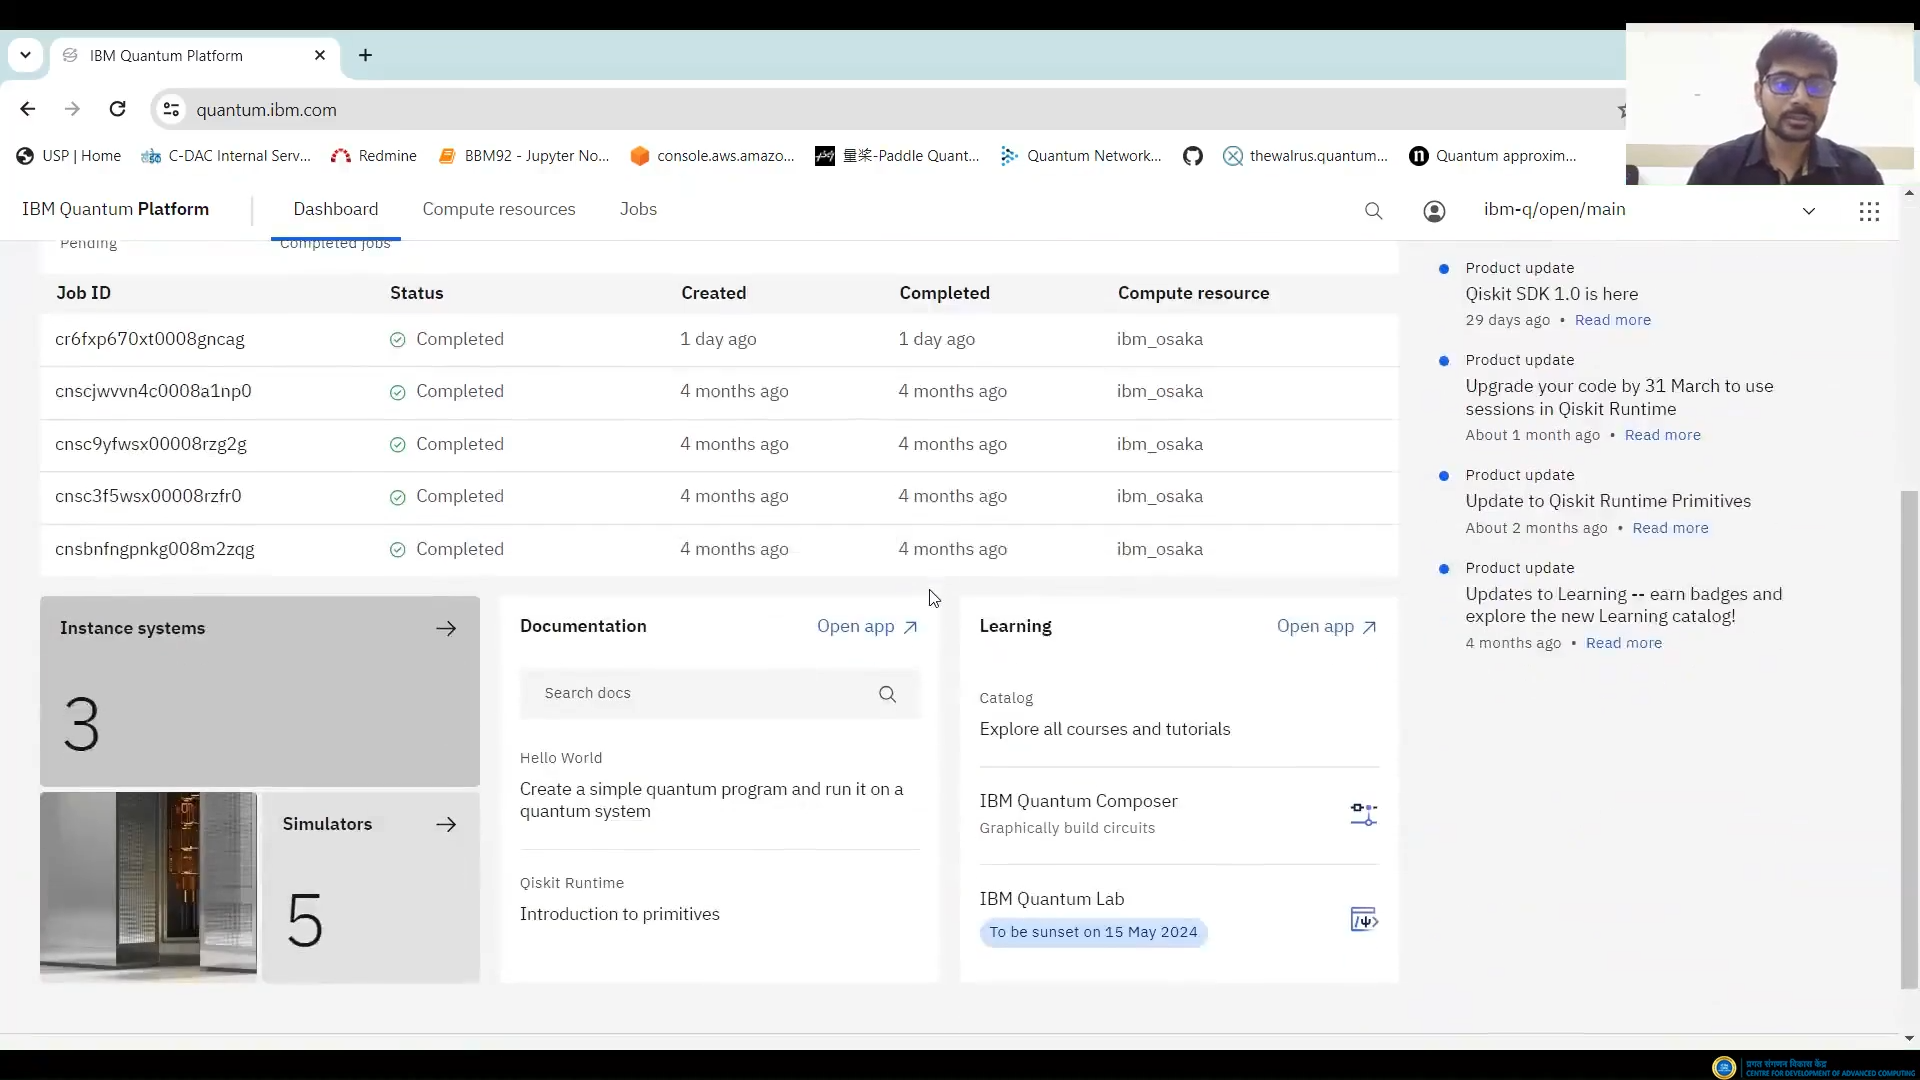 IBM Quantum Platform
quantum.ibm.com
USP | Home
C-DAC Internal Serv...
Redmine
BBM92 - Jupyter No...
console.aws.amazo...
量桨-Paddle Quant...
Quantum Network...
thewalrus.quantum...
Quantum approxim...
IBM Quantum Platform
Dashboard
Compute resources
Jobs
ibm-q/open/main
Pending
Completed jobs
Job ID Status Created Completed Compute resource
cr6fxp670xt0008gncag Completed 1 day ago 1 day ago ibm_osaka
cnscjwvvn4c0008a1np0 Completed 4 months ago 4 months ago ibm_osaka
cnsc9yfwsx00008rzg2g Completed 4 months ago 4 months ago ibm_osaka
cnsc3f5wsx00008rzfr0 Completed 4 months ago 4 months ago ibm_osaka
cnsbnfngpnkg008m2zqg Completed 4 months ago 4 months ago ibm_osaka
Instance systems
3
Simulators
5
Documentation
Open app
Search docs
Hello World
Create a simple quantum program and run it on a
quantum system
Qiskit Runtime
Introduction to primitives
Learning
Open app
Catalog
Explore all courses and tutorials
IBM Quantum Composer
Graphically build circuits
IBM Quantum Lab
To be sunset on 15 May 2024
Product update
Qiskit SDK 1.0 is here
29 days ago • Read more
Product update
Upgrade your code by 31 March to use
sessions in Qiskit Runtime
About 1 month ago • Read more
Product update
Update to Qiskit Runtime Primitives
About 2 months ago • Read more
Product update
Updates to Learning -- earn badges and
explore the new Learning catalog!
4 months ago • Read more
प्रगत संगणन विकास केंद्र
CENTRE FOR DEVELOPMENT OF ADVANCED COMPUTING